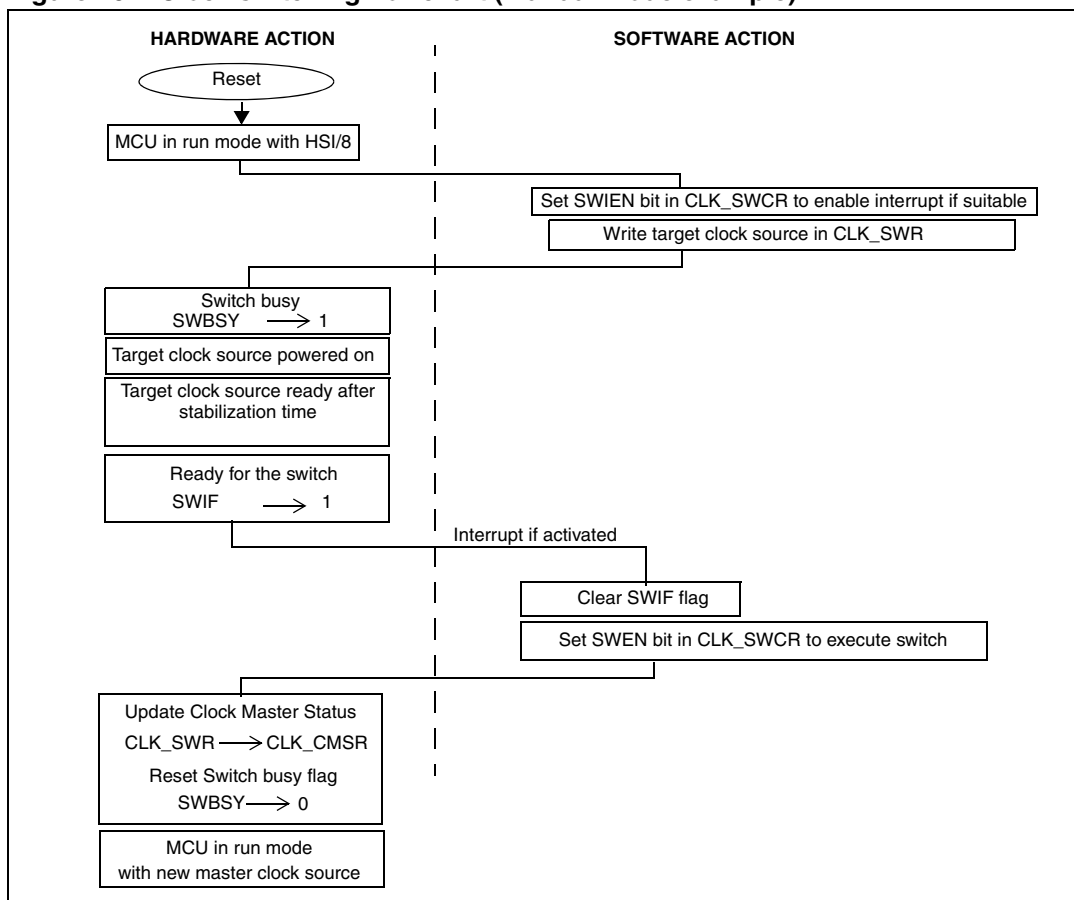 HARDWARE ACTION
SOFTWARE ACTION
Reset
MCU in run mode with HSI/8
Set SWIEN bit in CLK_SWCR to enable interrupt if suitable
Write target clock source in CLK_SWR
Switch busy
SWBSY → 1
Target clock source powered on
Target clock source ready after
stabilization time
Ready for the switch
SWIF → 1
Interrupt if activated
Clear SWIF flag
Set SWEN bit in CLK_SWCR to execute switch
Update Clock Master Status
CLK_SWR → CLK_CMSR
Reset Switch busy flag
SWBSY → 0
MCU in run mode
with new master clock source